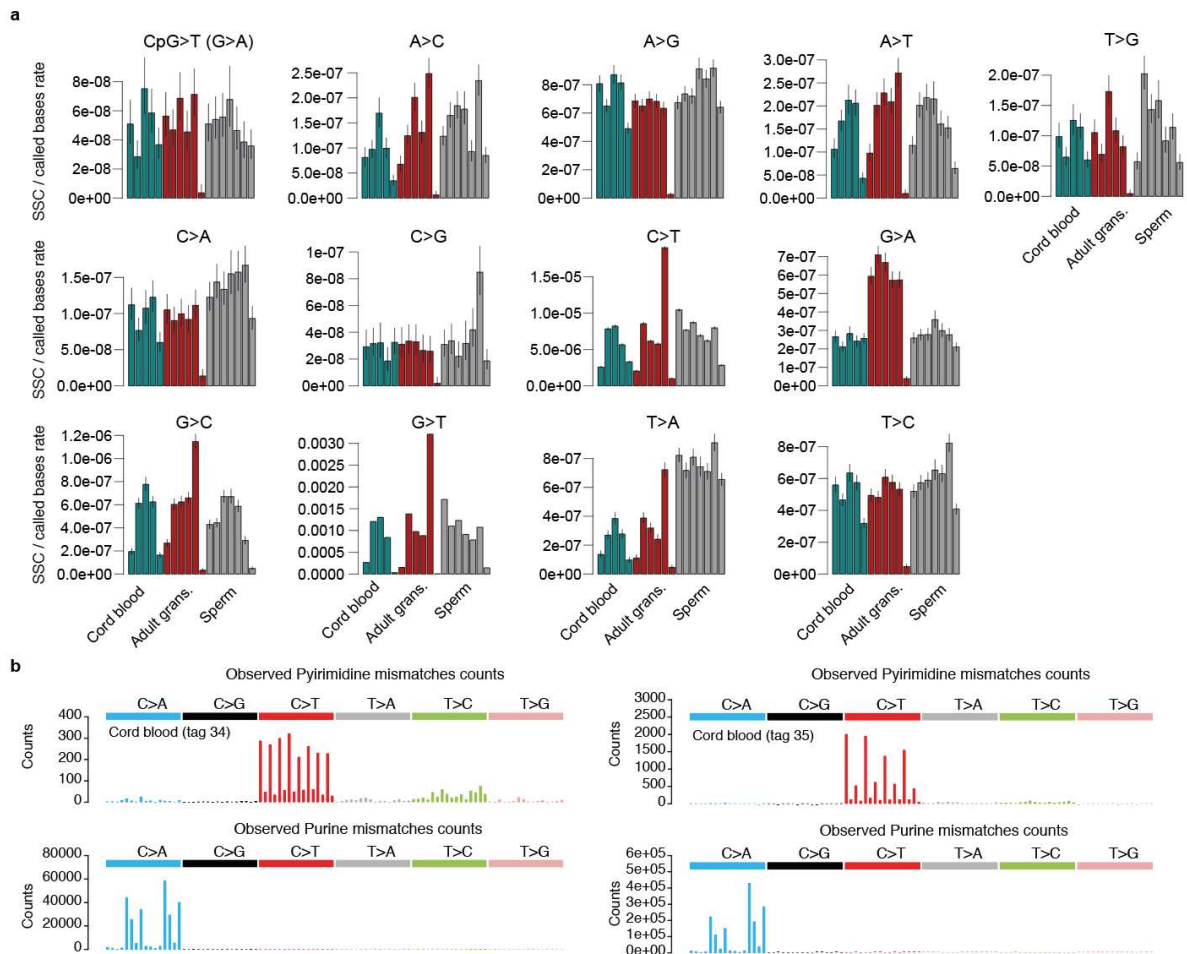 a
CpG>T (G>A)
A>C
A>G
A>T
T>G
SSC / called bases rate
8e-08
6e-08
4e-08
2e-08
0e+00
2.5e-07
2.0e-07
1.5e-07
1.0e-07
5.0e-08
0.0e+00
8e-07
6e-07
4e-07
2e-07
0e+00
3.0e-07
2.5e-07
2.0e-07
1.5e-07
1.0e-07
5.0e-08
0.0e+00
2.0e-07
1.5e-07
1.0e-07
5.0e-08
0.0e+00
Cord blood
Adult grans.
Sperm
C>A
C>G
C>T
G>A
SSC / called bases rate
1.5e-07
1.0e-07
5.0e-08
0.0e+00
1e-07
8e-08
6e-08
4e-08
2e-08
0e+00
1.5e-05
1.0e-05
5.0e-06
0.0e+00
7e-07
6e-07
5e-07
4e-07
3e-07
2e-07
1e-07
0e+00
G>C
G>T
T>A
T>C
SSC / called bases rate
1.2e-06
1.0e-06
8.0e-07
6.0e-07
4.0e-07
2.0e-07
0.0e+00
0.0030
0.0025
0.0020
0.0015
0.0010
0.0005
0.0000
8e-07
6e-07
4e-07
2e-07
0e+00
8e-07
6e-07
4e-07
2e-07
0e+00
Cord blood
Adult grans.
Sperm
Cord blood
Adult grans.
Sperm
Cord blood
Adult grans.
Sperm
Cord blood
Adult grans.
Sperm
b
Observed Pyirimidine mismatches counts
C>A C>G C>T T>A T>C T>G
Counts
400
300
200
100
0
Cord blood (tag 34)
Observed Purine mismatches counts
C>A C>G C>T T>A T>C T>G
Counts
80000
60000
40000
20000
0
Observed Pyirimidine mismatches counts
C>A C>G C>T T>A T>C T>G
Counts
3000
2500
2000
1500
1000
500
0
Cord blood (tag 35)
Observed Purine mismatches counts
C>A C>G C>T T>A T>C T>G
Counts
6e+05
5e+05
4e+05
3e+05
2e+05
1e+05
0e+00